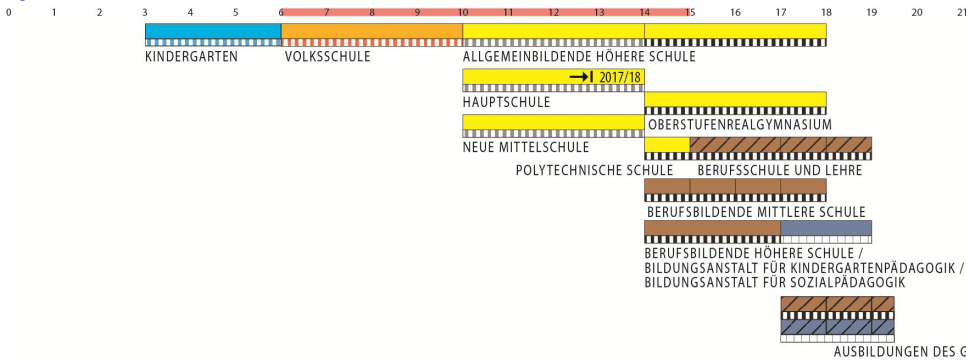 0 1 2 3 4 5 6 7 8 9 10 11 12 13 14 15 16 17 18 19 20 21
KINDERGARTEN VOLKSSCHULE ALLGEMEINBILDENDE HÖHERE SCHULE
2017/18
HAUPTSCHULE
OBERSTUFENREALGYMNASIUM
NEUE MITTELSCHULE
POLYTECHNISCHE SCHULE BERUFSSCHULE UND LEHRE
BERUFSBILDENDE MITTLERE SCHULE
BERUFSBILDENDE HÖHERE SCHULE /
BILDUNGSANSTALT FÜR KINDERGARTENPÄDAGOGIK /
BILDUNGSANSTALT FÜR SOZIALPÄDAGOGIK
AUSBILDUNGEN DES G